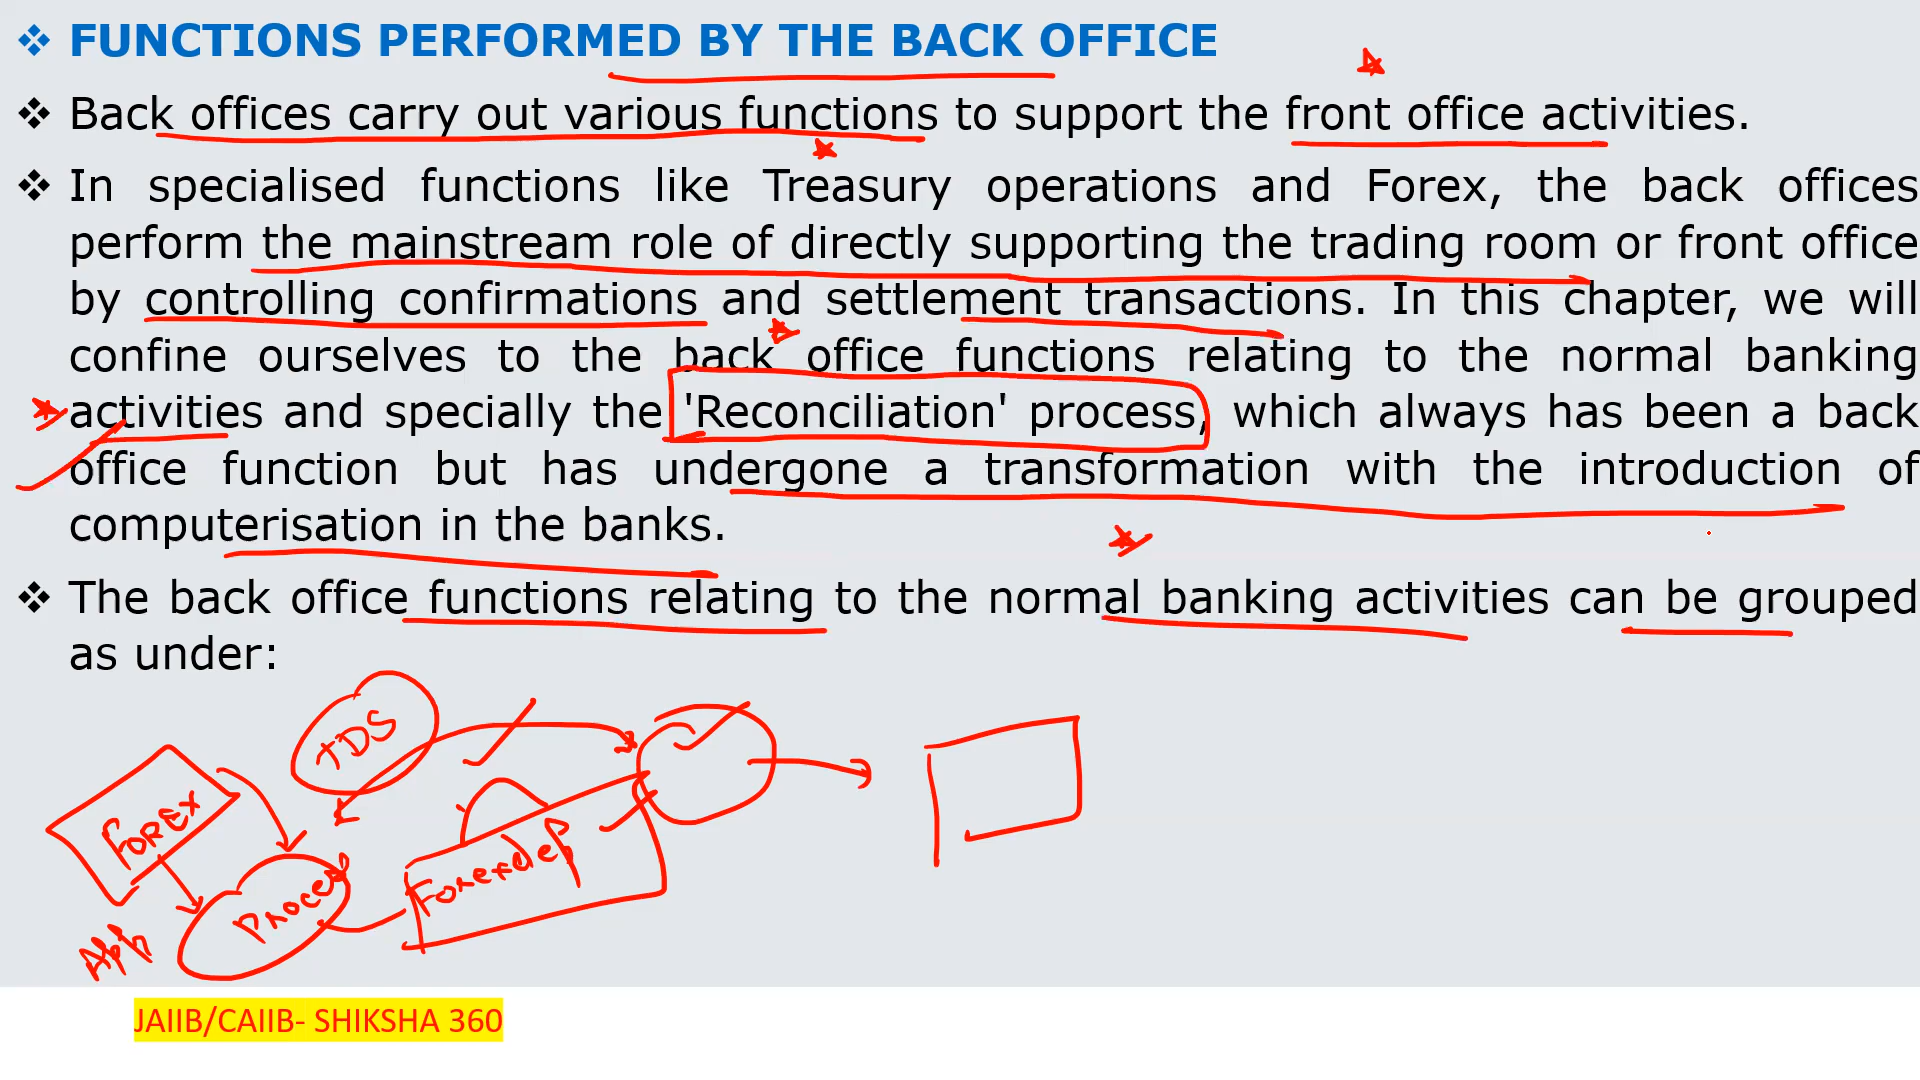 ❖ FUNCTIONS PERFORMED BY THE BACK OFFICE
❖ Back offices carry out various functions to support the front office activities.
❖ In specialised functions like Treasury operations and Forex, the back offices
perform the mainstream role of directly supporting the trading room or front office
by controlling confirmations and settlement transactions. In this chapter, we will
confine ourselves to the back office functions relating to the normal banking
activities and specially the 'Reconciliation' process, which always has been a back
office function but has undergone a transformation with the introduction of
computerisation in the banks.
❖ The back office functions relating to the normal banking activities can be grouped
as under:
TDS
FOREX
Forex dep
Proces
JAIIB/CAIIB- SHIKSHA 360